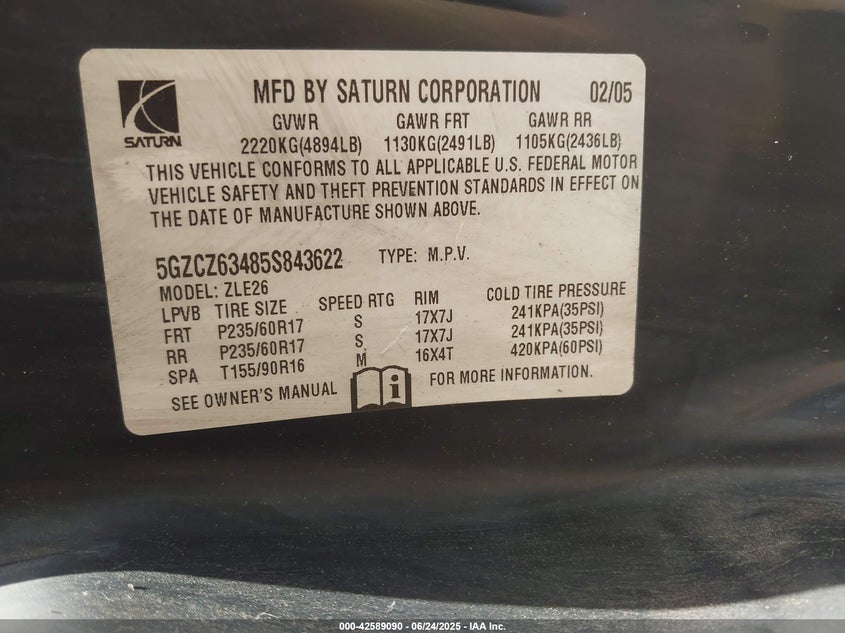 MFD BY SATURN CORPORATION 02/05
SATURN
GVWR GAWR FRT GAWR RR
2220KG(4894LB) 1130KG(2491LB) 1105KG(2436LB)
THIS VEHICLE CONFORMS TO ALL APPLICABLE U.S. FEDERAL MOTOR
VEHICLE SAFETY AND THEFT PREVENTION STANDARDS IN EFFECT ON
THE DATE OF MANUFACTURE SHOWN ABOVE.
5GZCZ63485S843622 TYPE: M.P.V.
MODEL: ZLE26
LPVB TIRE SIZE SPEED RTG RIM COLD TIRE PRESSURE
FRT P235/60R17 S 17X7J 241KPA(35PSI)
RR P235/60R17 S 17X7J 241KPA(35PSI)
SPA T155/90R16 M 16X4T 420KPA(60PSI)
SEE OWNER'S MANUAL i FOR MORE INFORMATION.
000-42589090 - 06/24/2025 - IAA Inc.